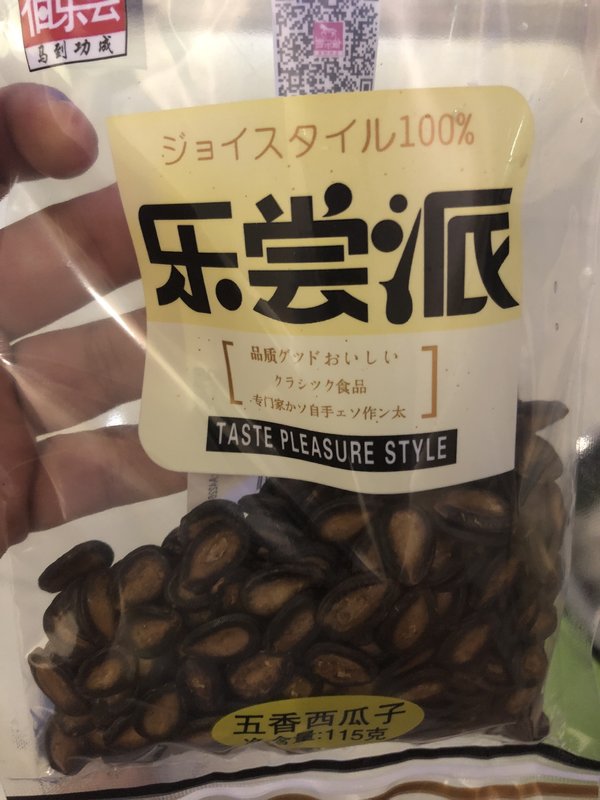 佰乐尝
马到功成
ジョイスタイル100%
乐尝派
品质グッドおいしい
クラシック食品
专门家かソ自手ェソ作ン太
TASTE PLEASURE STYLE
五香西瓜子
净含量:115克